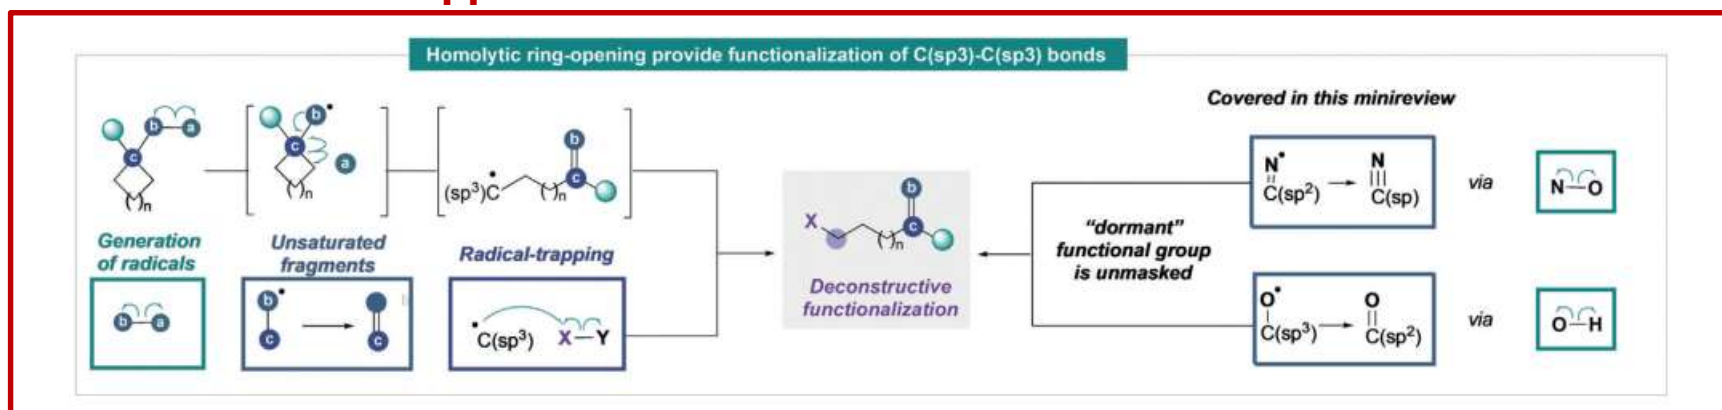 Homolytic ring-opening provide functionalization of C(sp3)-C(sp3) bonds
b a
c
( )n
b•
c
a
( )n
(sp³)C•
( )n
b
c
Generation
of radicals
b a
Unsaturated
fragments
b•
c
c
Radical-trapping
•C(sp³) X—Y
b
X
( )n
c
Deconstructive
functionalization
"dormant"
functional group
is unmasked
Covered in this minireview
N• N
C(sp²) C(sp)
via
N—O
O• O
C(sp³) C(sp²)
via
O—H